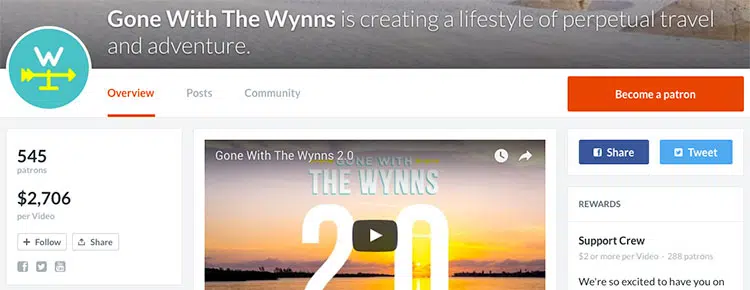 Gone With The Wynns is creating a lifestyle of perpetual travel
and adventure.
W
Overview
Posts
Community
Become a patron
545
patrons
$2,706
per Video
+ Follow
Share
Gone With The Wynns 2.0
GONE WITH
THE WYNNS
2.0
Share
Tweet
REWARDS
Support Crew
$2 or more per Video · 288 patrons
We're so excited to have you on